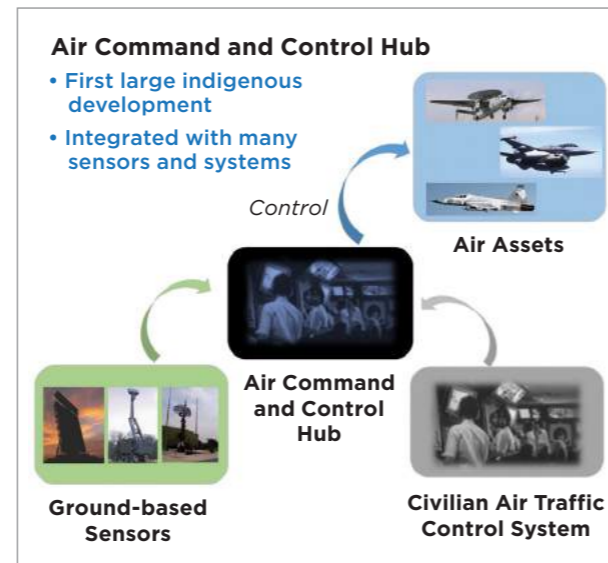 Air Command and Control Hub
• First large indigenous
development
• Integrated with many
sensors and systems
Control
Air Assets
Air Command
and Control
Hub
Ground-based
Sensors
Civilian Air Traffic
Control System